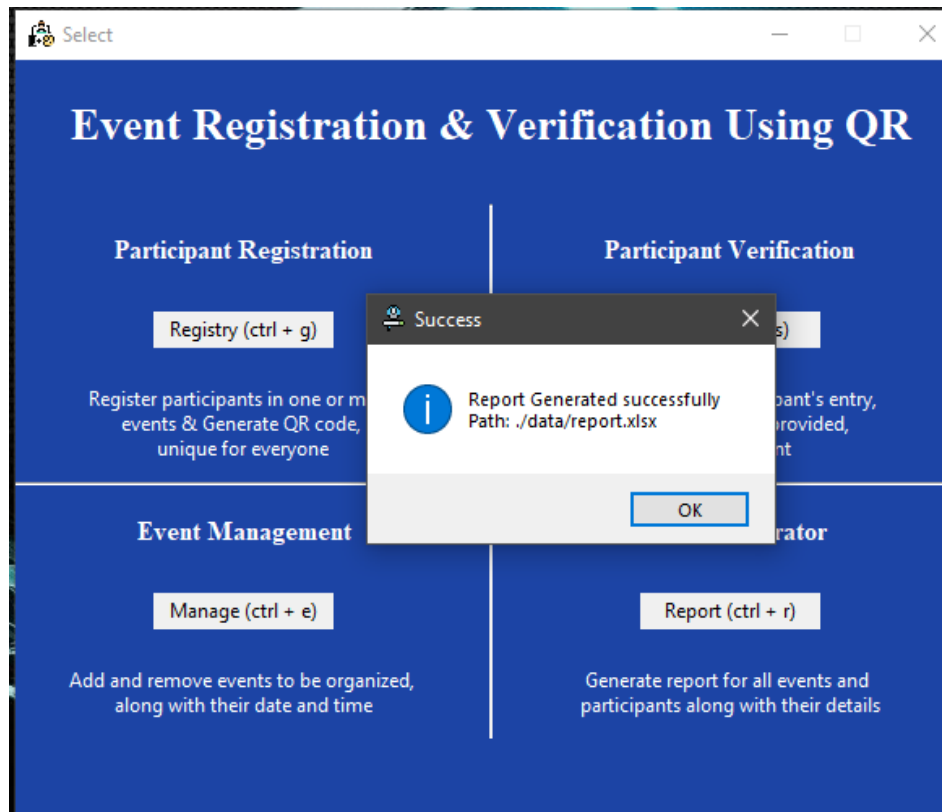 Select
Event Registration & Verification Using QR
Participant Registration
Registry (ctrl + g)
Register participants in one or m
events & Generate QR code,
unique for everyone
Participant Verification
s)
pant's entry,
provided,
nt
Success
Report Generated successfully
Path: ./data/report.xlsx
OK
Event Management
Manage (ctrl + e)
Add and remove events to be organized,
along with their date and time
rator
Report (ctrl + r)
Generate report for all events and
participants along with their details